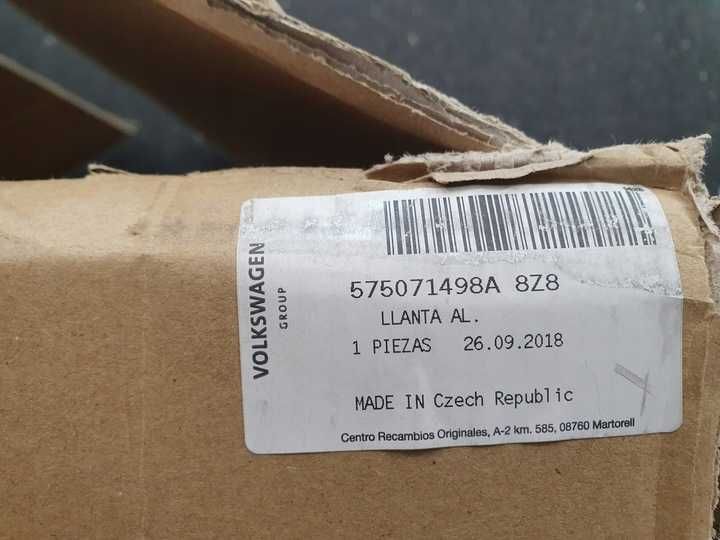 VOLKSWAGEN
GROUP
575071498A 8Z8
LLANTA AL.
1 PIEZAS 26.09.2018
MADE IN Czech Republic
Centro Recambios Originales, A-2 km. 585, 08760 Martorell